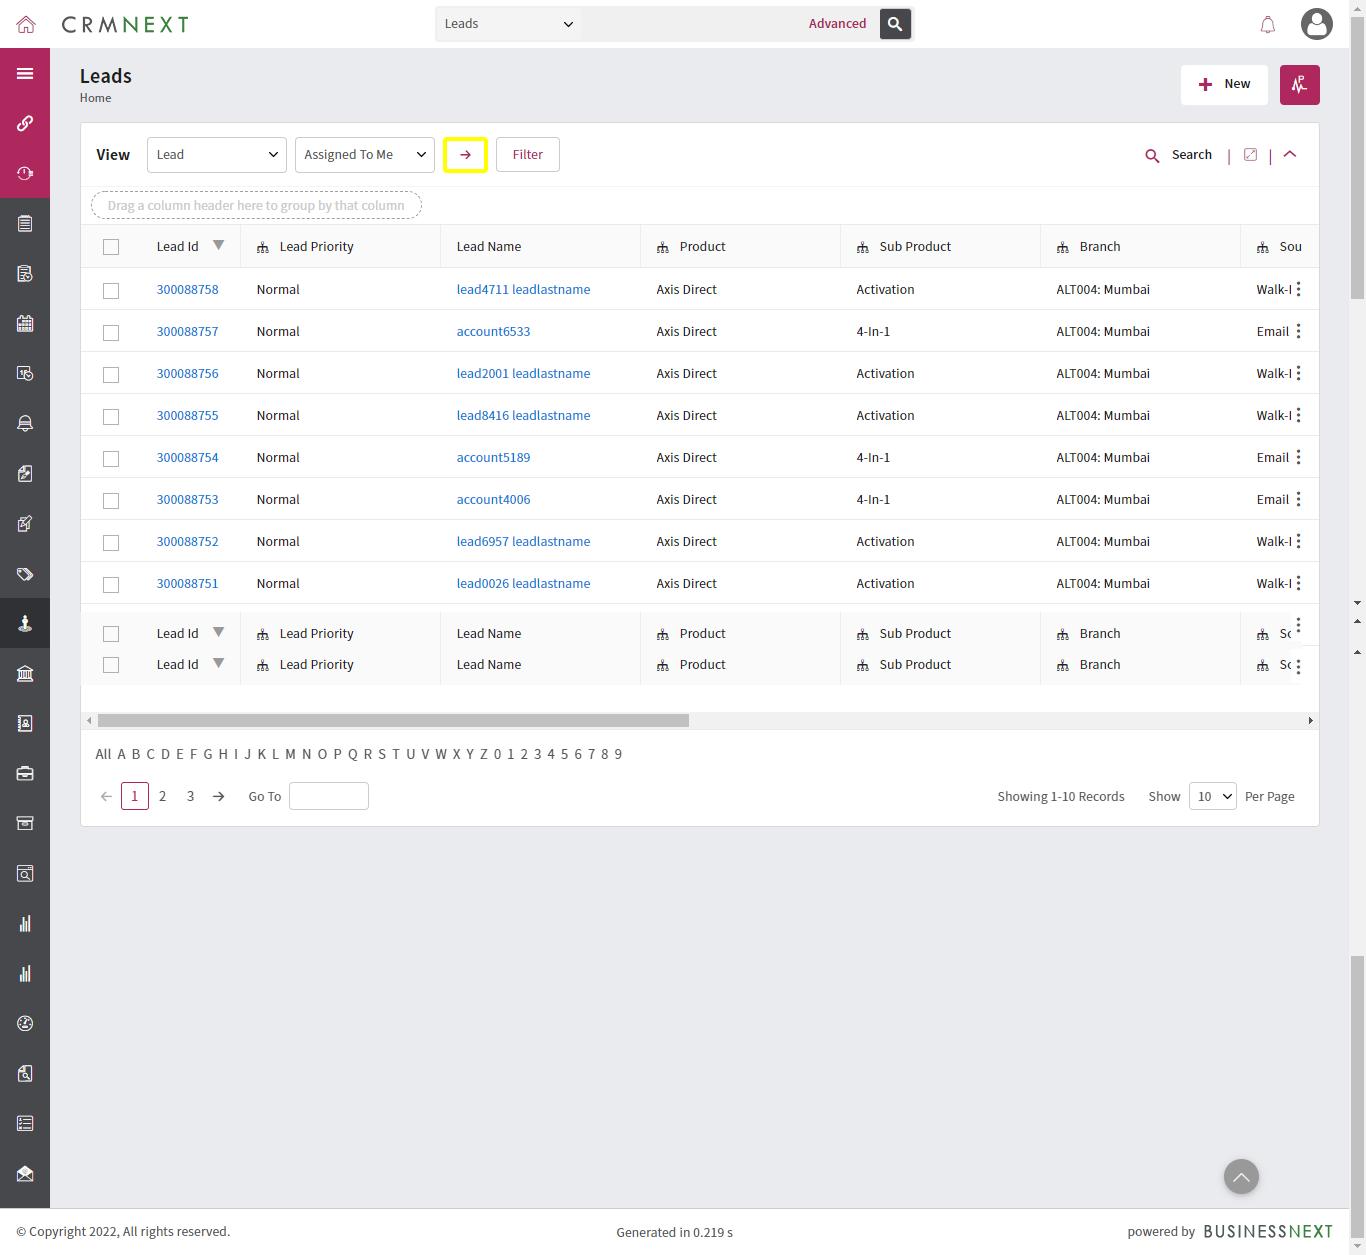 CRMNEXT Leads Advanced
Leads
Home
New
View Lead Assigned To Me Filter Search
Drag a column header here to group by that column
Lead Id Lead Priority Lead Name Product Sub Product Branch Sou
300088758 Normal lead4711 leadlastname Axis Direct Activation ALT004: Mumbai Walk-I
300088757 Normal account6533 Axis Direct 4-In-1 ALT004: Mumbai Email
300088756 Normal lead2001 leadlastname Axis Direct Activation ALT004: Mumbai Walk-I
300088755 Normal lead8416 leadlastname Axis Direct Activation ALT004: Mumbai Walk-I
300088754 Normal account5189 Axis Direct 4-In-1 ALT004: Mumbai Email
300088753 Normal account4006 Axis Direct 4-In-1 ALT004: Mumbai Email
300088752 Normal lead6957 leadlastname Axis Direct Activation ALT004: Mumbai Walk-I
300088751 Normal lead0026 leadlastname Axis Direct Activation ALT004: Mumbai Walk-I
Lead Id Lead Priority Lead Name Product Sub Product Branch
Lead Id Lead Priority Lead Name Product Sub Product Branch
All A B C D E F G H I J K L M N O P Q R S T U V W X Y Z 0 1 2 3 4 5 6 7 8 9
1 2 3 Go To Showing 1-10 Records Show 10 Per Page
© Copyright 2022, All rights reserved. Generated in 0.219 s powered by BUSINESSNEXT